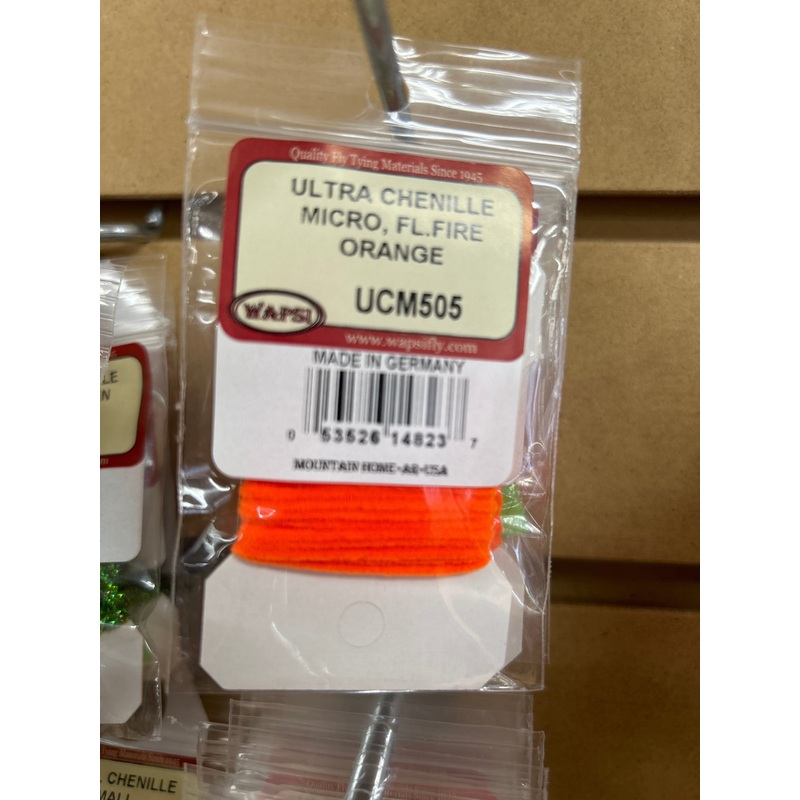 Quality Fly Tying Materials Since 1945
ULTRA CHENILLE
MICRO, FL.FIRE
ORANGE
UCM505
WAPSI
www.wapsifly.com
MADE IN GERMANY
0 53526 14823 7
MOUNTAIN HOME-AR-USA
CHENILLE